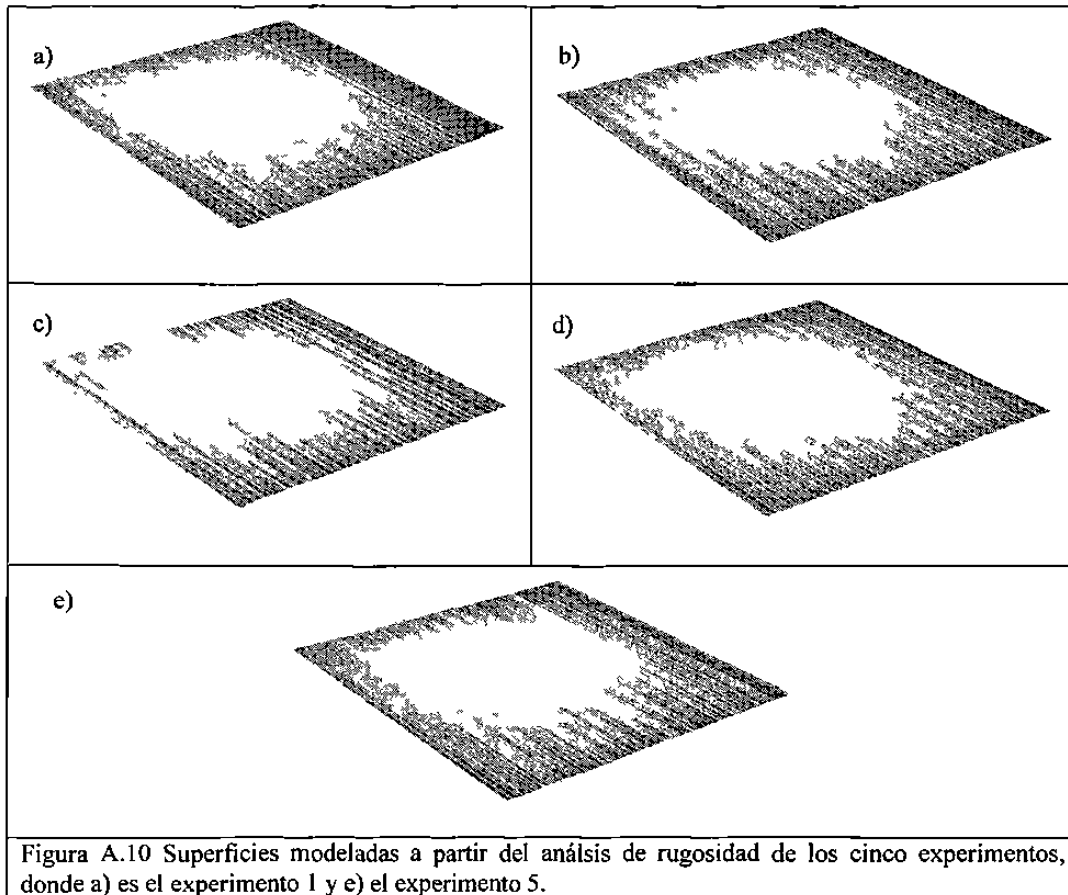 a)
b)
c)
d)
e)
Figura A.10 Superficies modeladas a partir del análsis de rugosidad de los cinco experimentos,
donde a) es el experimento 1 y e) el experimento 5.